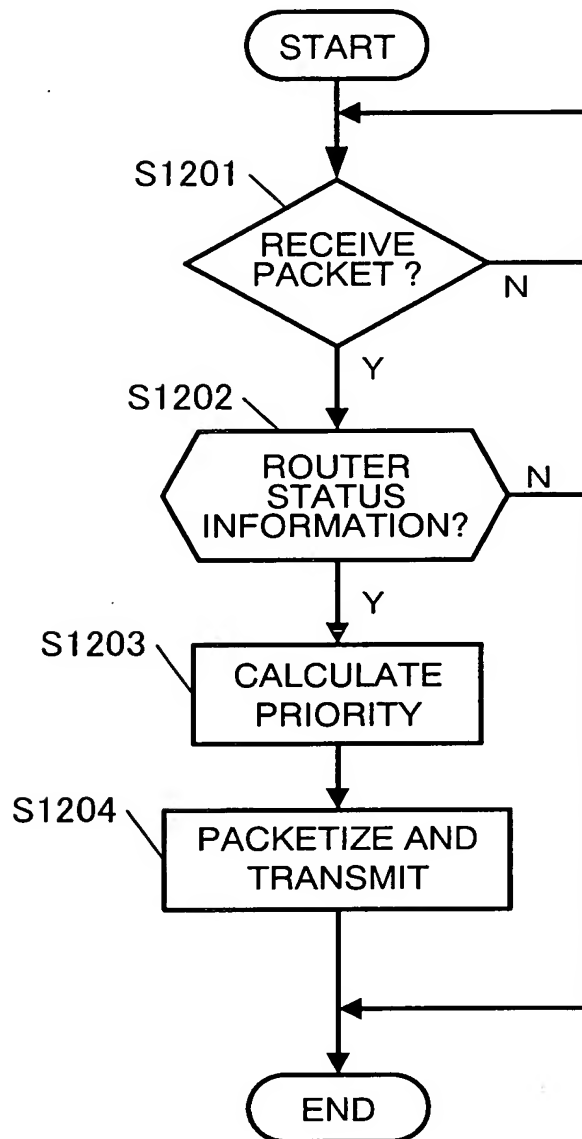 START
S1201
RECEIVE
PACKET ?
N
Y
S1202
ROUTER
STATUS
INFORMATION?
N
Y
S1203
CALCULATE
PRIORITY
S1204
PACKETIZE AND
TRANSMIT
END